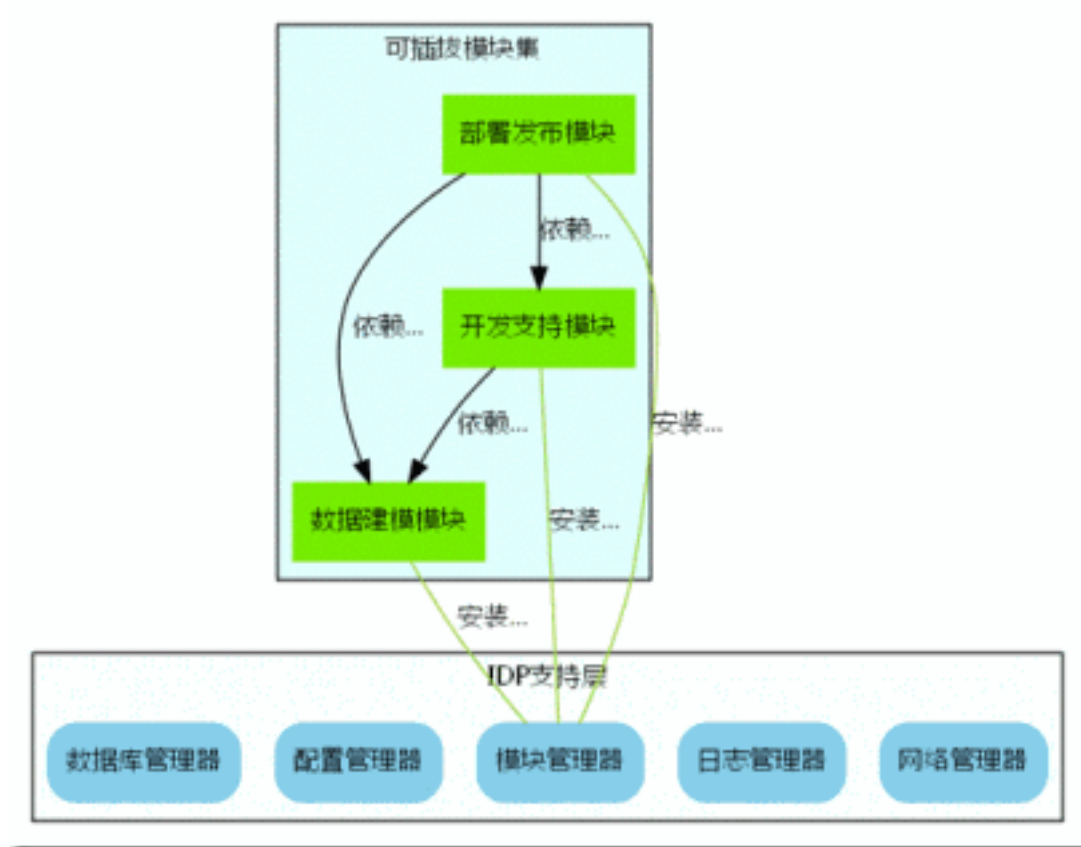 可插拔模块集
部署发布模块
依赖...
依赖...
开发支持模块
依赖...
安装...
数据建模模块
安装...
安装...
IDP支持层
数据库管理器
配置管理器
模块管理器
日志管理器
网络管理器